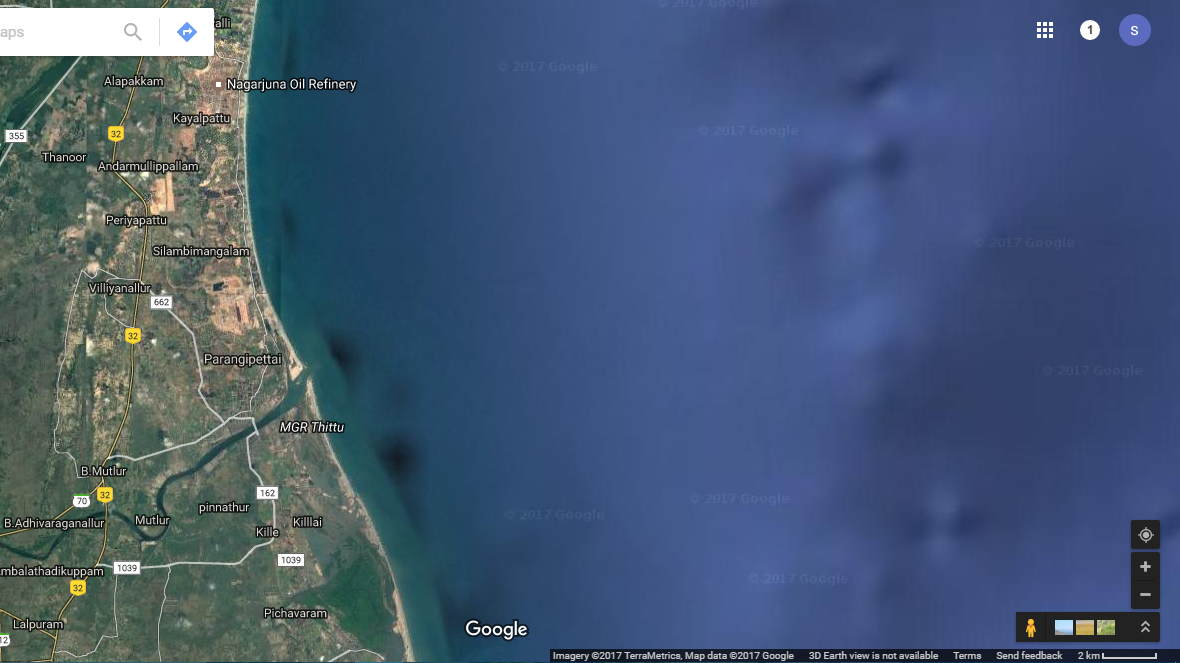 © 2017 Google
alli
aps
1
S
© 2017 Google
Alapakkam
Nagarjuna Oil Refinery
Kayalpattu
© 2017 Google
32
355
Thanoor
Andarmullippallam
Periyapattu
© 2017 Google
Silambimangalam
Villiyanallur
662
32
Parangipettai
© 2017 Google
MGR Thittu
B.Mutlur
162
32
70
© 2017 Google
pinnathur
© 2017 Google
B.Adhivaraganallur
Mutlur
Killlai
Kille
1039
1039
mbalathadikuppam
© 2017 Google
32
Pichavaram
Lalpuram
Google
12
Imagery ©2017 TerraMetrics, Map data ©2017 Google 3D Earth view is not available Terms Send feedback 2 km